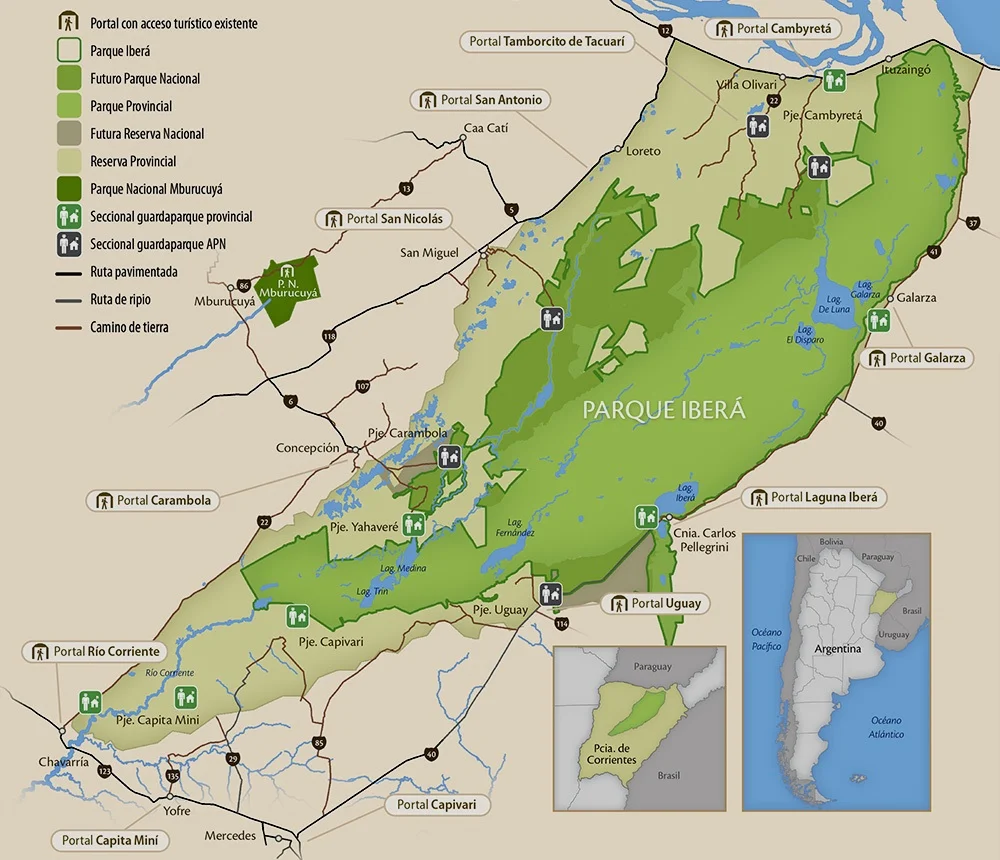 Portal con acceso turístico existente
Parque Iberá
Futuro Parque Nacional
Parque Provincial
Futura Reserva Nacional
Reserva Provincial
Parque Nacional Mburucuyá
Seccional guardaparque provincial
Seccional guardaparque APN
Ruta pavimentada
Ruta de ripio
Camino de tierra
12
Portal Cambyretá
Portal Tamborcito de Tacuarí
Ituzaingó
Villa Olivari
22
Portal San Antonio
Pje. Cambyretá
Caa Catí
Loreto
13
5
Portal San Nicolás
37
San Miguel
41
P. N.
Mburucuyá
86
Mburucuyá
Lag.
Galarza
Galarza
Lag.
De Luna
118
Lag.
El Disparo
Portal Galarza
107
6
PARQUE IBERÁ
40
Pje. Carambola
Concepción
Portal Carambola
Lag.
Iberá
Portal Laguna Iberá
22
Pje. Yahaveré
Lag.
Fernández
Cnia. Carlos
Pellegrini
Lag. Medina
Lag. Trin
Pje. Uguay
Portal Uguay
114
Pje. Capivari
Portal Río Corriente
Río Corriente
Pje. Capita Mini
Chavarría
123
135
29
85
40
Yofre
Portal Capivari
Mercedes
Portal Capita Miní
Paraguay
Pcia. de
Corrientes
Brasil
Bolivia
Chile
Paraguay
Brasil
Uruguay
Océano
Pacífico
Argentina
Océano
Atlántico